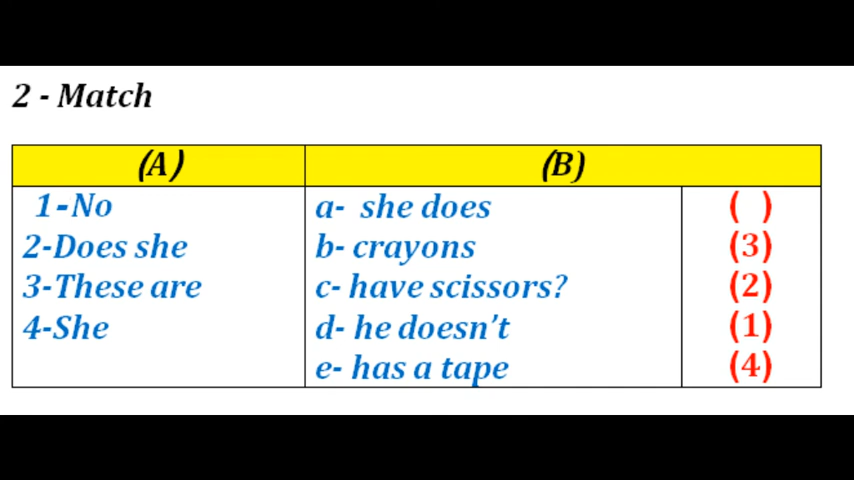 2 - Match
(A) (B)
1-No a- she does ( )
2-Does she b- crayons (3)
3-These are c- have scissors? (2)
4-She d- he doesn't (1)
e- has a tape (4)